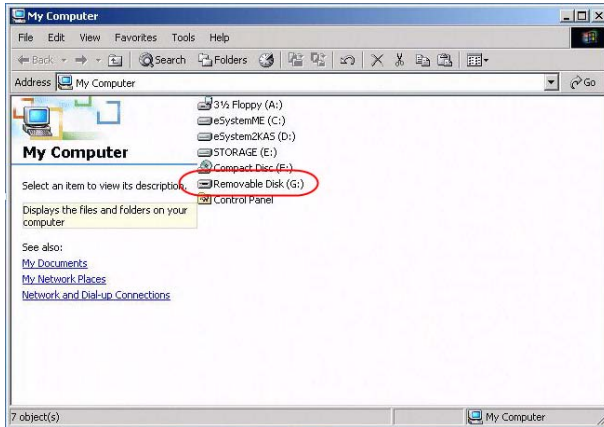 My Computer
File Edit View Favorites Tools Help
Back Search Folders
Address My Computer Go
3½ Floppy (A:)
eSystemME (C:)
eSystem2KAS (D:)
STORAGE (E:)
Compact Disc (F:)
Removable Disk (G:)
Control Panel
My Computer
Select an item to view its description.
Displays the files and folders on your
computer
See also:
My Documents
My Network Places
Network and Dial-up Connections
7 object(s) My Computer